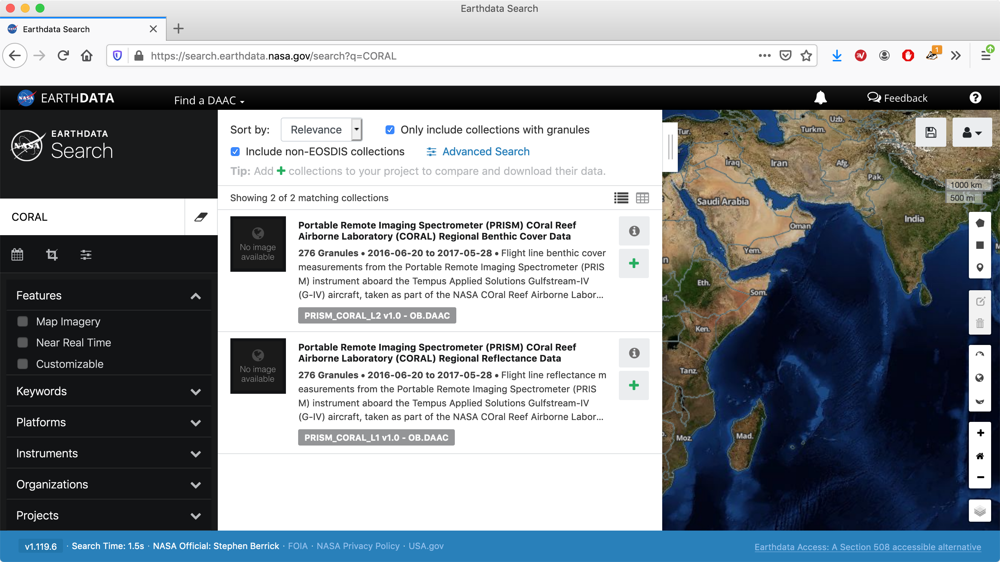 Earthdata Search
Earthdata Search
https://search.earthdata.nasa.gov/search?q=CORAL
1
NASA EARTHDATA
Find a DAAC
Feedback
NASA EARTHDATA
Search
CORAL
Features
Map Imagery
Near Real Time
Customizable
Keywords
Platforms
Instruments
Organizations
Projects
Sort by: Relevance
Only include collections with granules
Include non-EOSDIS collections
Advanced Search
Tip: Add + collections to your project to compare and download their data.
Showing 2 of 2 matching collections
No image
available
Portable Remote Imaging Spectrometer (PRISM) COral Reef
Airborne Laboratory (CORAL) Regional Benthic Cover Data
276 Granules • 2016-06-20 to 2017-05-28 • Flight line benthic cover
measurements from the Portable Remote Imaging Spectrometer (PRIS
M) instrument aboard the Tempus Applied Solutions Gulfstream-IV
(G-IV) aircraft, taken as part of the NASA COral Reef Airborne Labor...
PRISM_CORAL_L2 v1.0 - OB.DAAC
No image
available
Portable Remote Imaging Spectrometer (PRISM) COral Reef
Airborne Laboratory (CORAL) Regional Reflectance Data
276 Granules • 2016-06-20 to 2017-05-28 • Flight line reflectance m
easurements from the Portable Remote Imaging Spectrometer (PRIS
M) instrument aboard the Tempus Applied Solutions Gulfstream-IV
(G-IV) aircraft, taken as part of the NASA COral Reef Airborne Labor...
PRISM_CORAL_L1 v1.0 - OB.DAAC
Uzb.
Turkm.
Tur.
Iraq
Iran
Afg.
Pak.
1000 km
500 mi
Saudi Arabia
India
Oman
Yem.
Eth.
Som.
d.
Ken.
Tanz.
Mad.
Moz.
v1.119.6 · Search Time: 1.5s · NASA Official: Stephen Berrick · FOIA · NASA Privacy Policy · USA.gov
Earthdata Access: A Section 508 accessible alternative